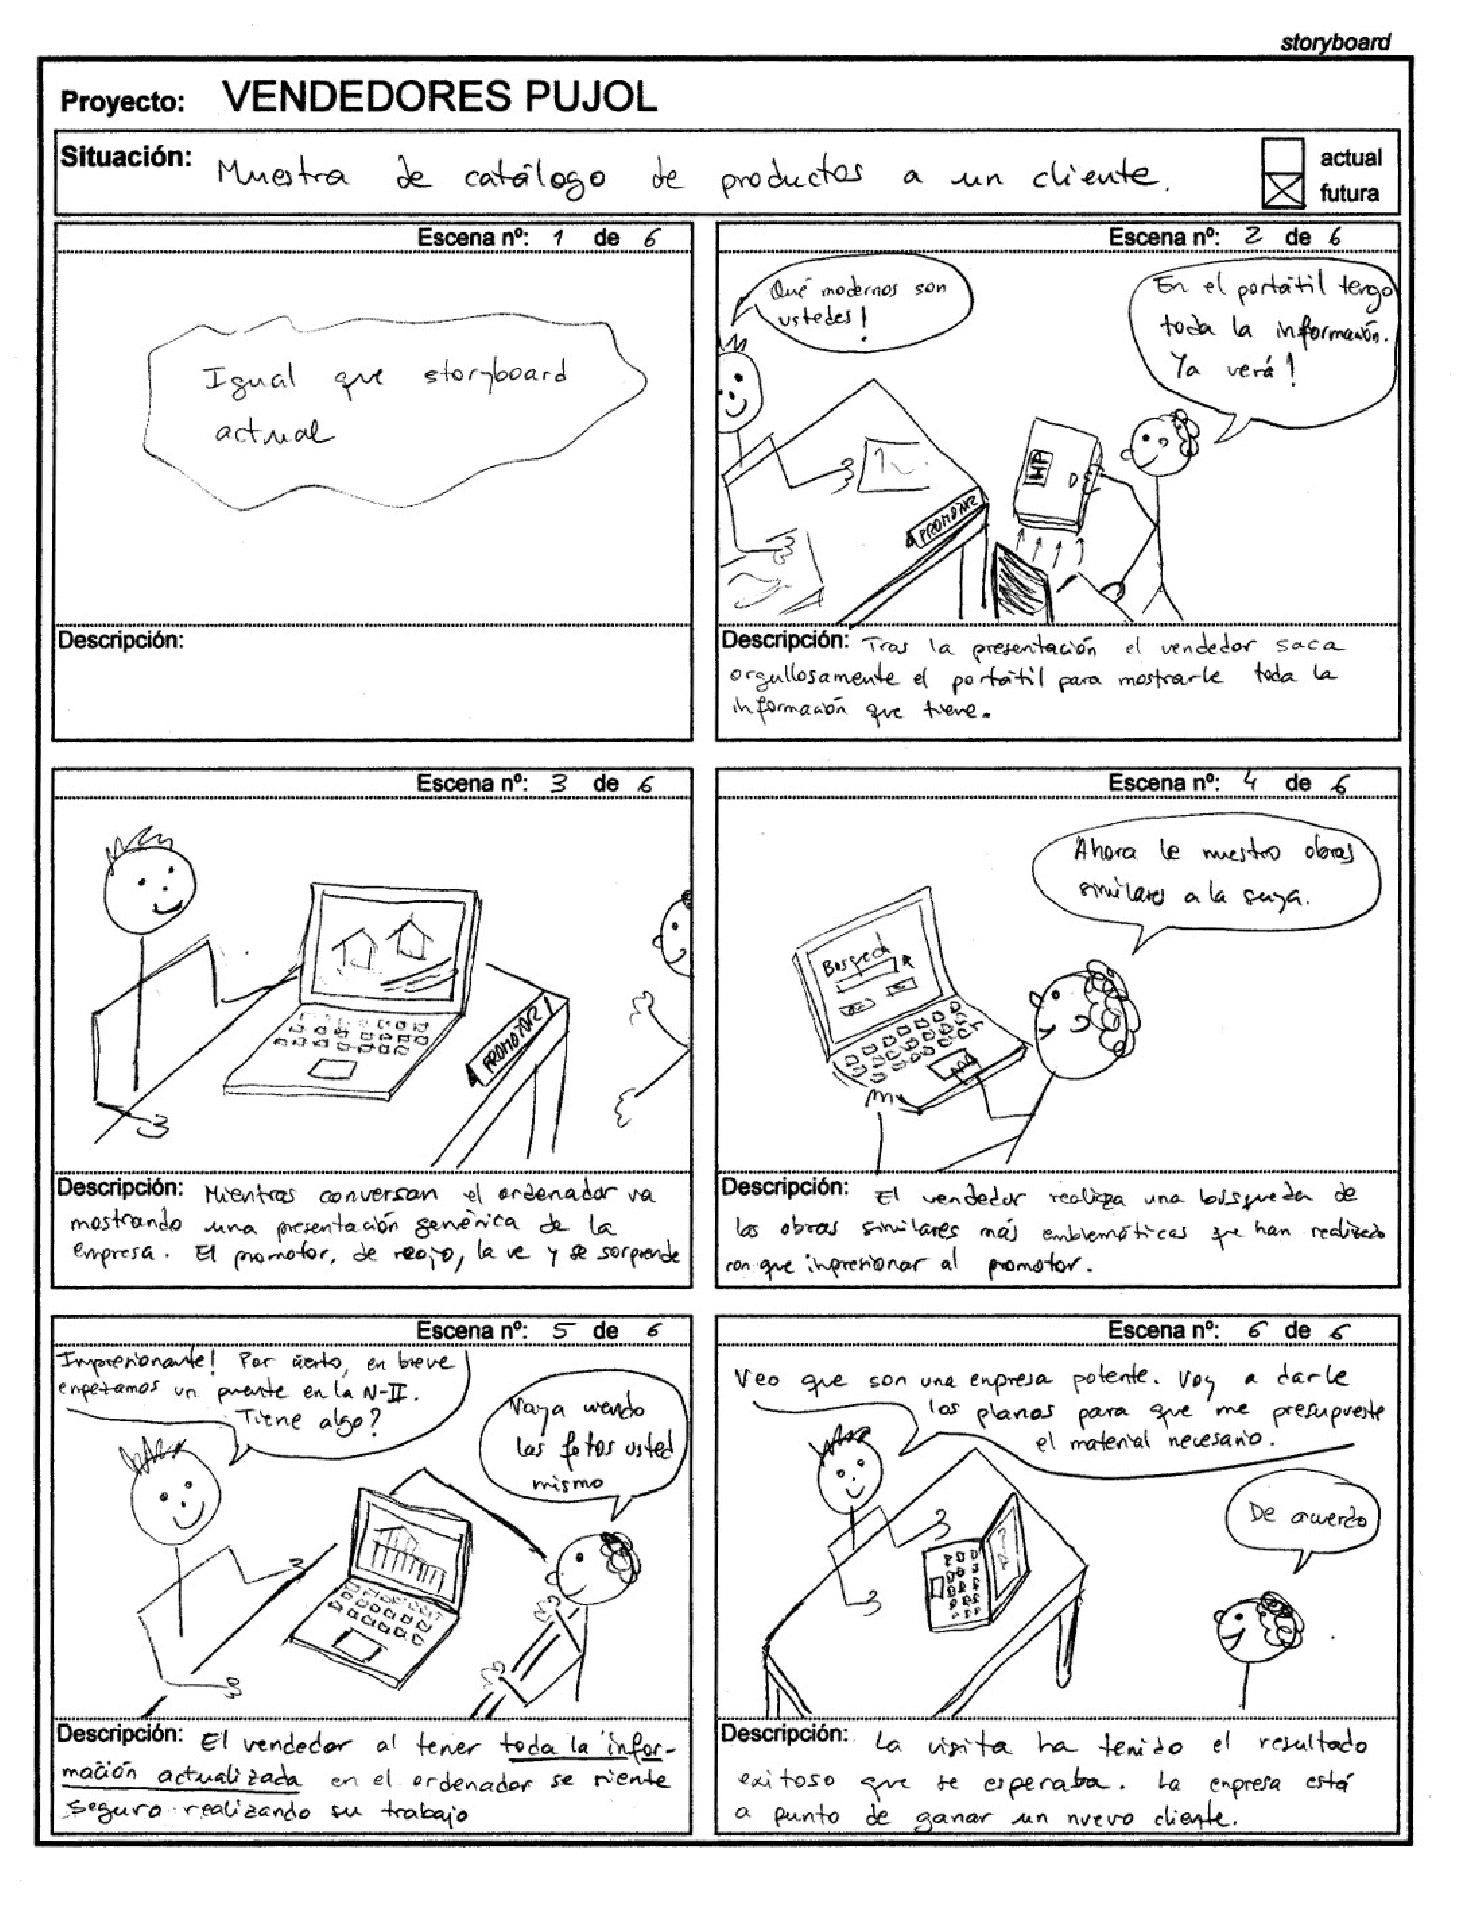 storyboard
Proyecto: VENDEDORES PUJOL
Situación: Muestra de catálogo de productos a un cliente.
actual
futura
Escena nº: 1 de 6
Igual que storyboard
actual
Descripción:
Escena nº: 2 de 6
Qué modernos son
ustedes!
En el portátil tengo
toda la información.
Ya verá!
HP
PROMOTOR
Descripción: Tras la presentación el vendedor saca
orgullosamente el portátil para mostrarle toda la
información que tiene.
Escena nº: 3 de 6
PROMOTOR
Descripción: Mientras conversan el ordenador va
mostrando una presentación genérica de la
empresa. El promotor, de reojo, la ve y se sorprende
Escena nº: 4 de 6
Ahora le muestro obras
similares a la suya.
Descripción: El vendedor realiza una búsqueda de
las obras similares más emblemáticas que han realizado
con que impresionar al promotor.
Escena nº: 5 de 6
Impresionante! Por cierto, en breve
empezamos un puente en la N-II.
Tiene algo?
Vaya viendo
las fotos usted
mismo
Descripción: El vendedor al tener toda la infor-
mación actualizada en el ordenador se siente
seguro realizando su trabajo
Escena nº: 6 de 6
Veo que son una empresa potente. Voy a darle
los planos para que me presupueste
el material necesario.
De acuerdo
Descripción: La visita ha tenido el resultado
exitoso que se esperaba. La empresa está
a punto de ganar un nuevo cliente.